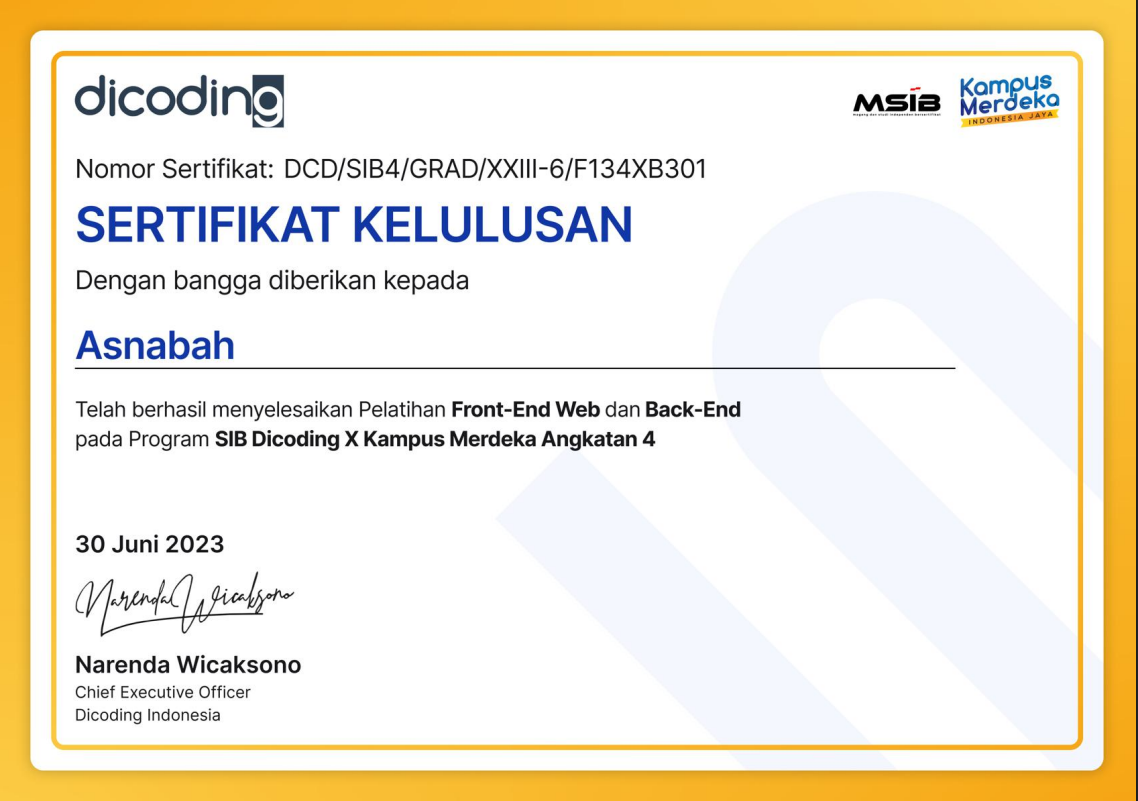 dicoding
MSIB
Kampus
Merdeka
INDONESIA JAYA
Nomor Sertifikat: DCD/SIB4/GRAD/XXIII-6/F134XB301
SERTIFIKAT KELULUSAN
Dengan bangga diberikan kepada
Asnabah
Telah berhasil menyelesaikan Pelatihan Front-End Web dan Back-End
pada Program SIB Dicoding X Kampus Merdeka Angkatan 4
30 Juni 2023
Narenda Wicaksono
Narenda Wicaksono
Chief Executive Officer
Dicoding Indonesia